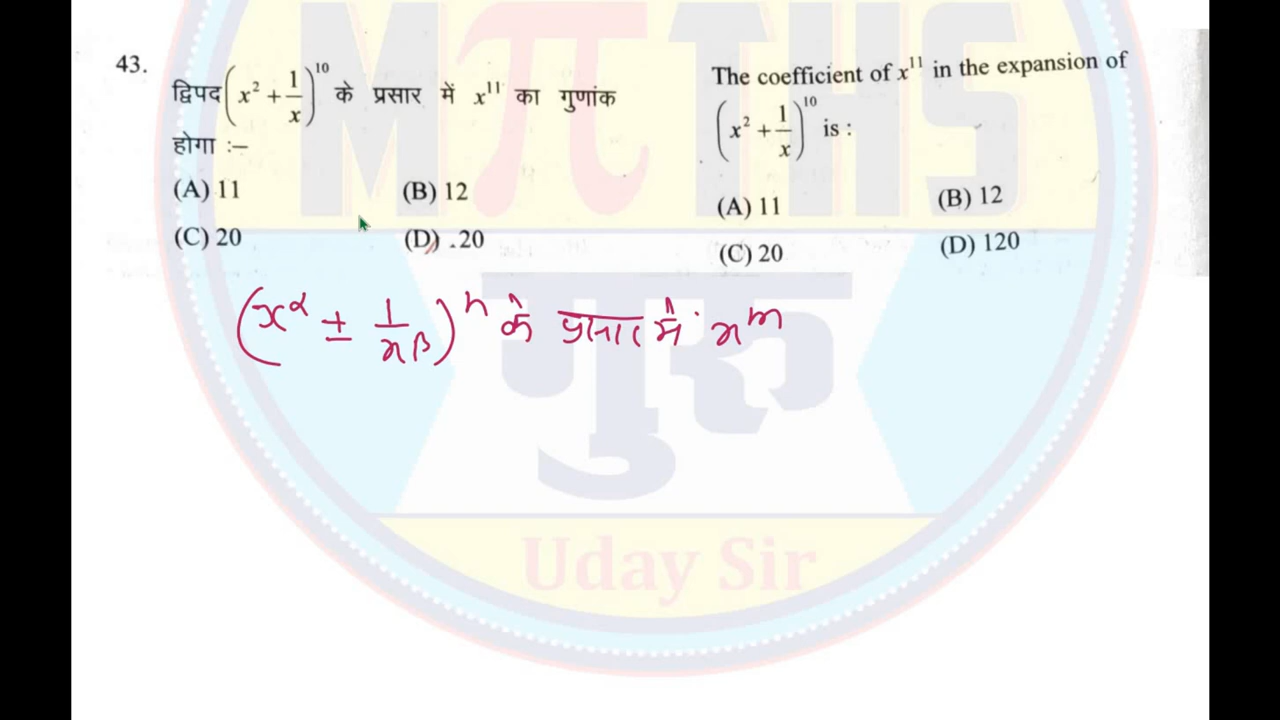 43.
द्विपद (x² + 1/x)¹⁰ के प्रसार में x¹¹ का गुणांक
होगा :–
(A) 11 (B) 12
(C) 20 (D) .20
The coefficient of x¹¹ in the expansion of
(x² + 1/x)¹⁰ is :
(A) 11 (B) 12
(C) 20 (D) 120
(x^α ± 1/x^β)^n के प्रसार में x^m
MπTHS
गुरु
Uday Sir